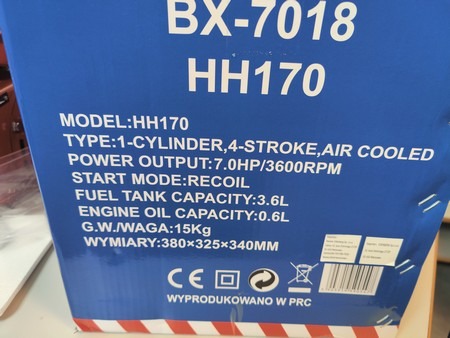 BX-7018
HH170
MODEL:HH170
TYPE:1-CYLINDER,4-STROKE,AIR COOLED
POWER OUTPUT:7.0HP/3600RPM
START MODE:RECOIL
FUEL TANK CAPACITY:3.6L
ENGINE OIL CAPACITY:0.6L
G.W./WAGA:15Kg
WYMIARY:380×325×340MM
CE
WYPRODUKOWANO W PRC